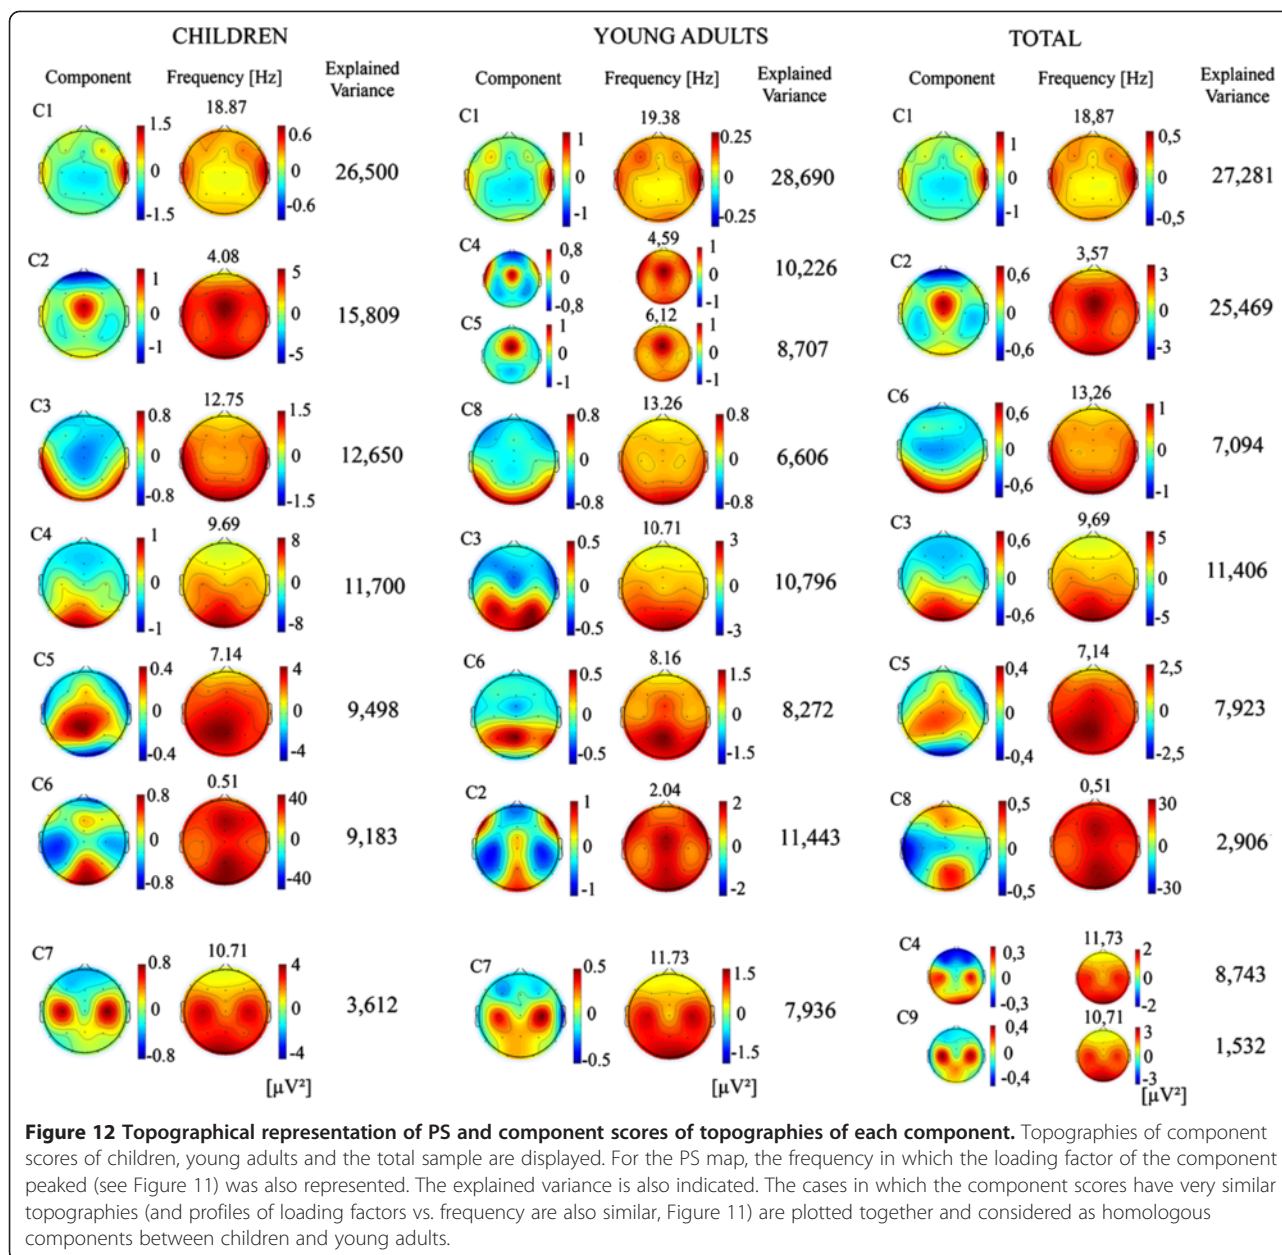 CHILDREN YOUNG ADULTS TOTAL
Component Frequency [Hz] Explained Variance Component Frequency [Hz] Explained Variance Component Frequency [Hz] Explained Variance
C1 18.87 1.5 0 -1.5 0.6 0 -0.6 26,500
C1 19.38 1 0 -1 0.25 0 -0.25 28,690
C1 18,87 1 0 -1 0,5 0 -0,5 27,281
C2 4.08 1 0 -1 5 0 -5 15,809
C4 4,59 0,8 0 -0,8 1 0 -1 10,226
C5 6,12 1 0 -1 1 0 -1 8,707
C2 3,57 0,6 0 -0,6 3 0 -3 25,469
C3 12.75 0.8 0 -0.8 1.5 0 -1.5 12,650
C8 13.26 0.8 0 -0.8 0.8 0 -0.8 6,606
C6 13,26 0,6 0 -0,6 1 0 -1 7,094
C4 9.69 1 0 -1 8 0 -8 11,700
C3 10.71 0.5 0 -0.5 3 0 -3 10,796
C3 9,69 0,6 0 -0,6 5 0 -5 11,406
C5 7.14 0.4 0 -0.4 4 0 -4 9,498
C6 8.16 0.5 0 -0.5 1.5 0 -1.5 8,272
C5 7,14 0,4 0 -0,4 2,5 0 -2,5 7,923
C6 0.51 0.8 0 -0.8 40 0 -40 9,183
C2 2.04 1 0 -1 2 0 -2 11,443
C8 0,51 0,5 0 -0,5 30 0 -30 2,906
C7 10.71 0.8 0 -0.8 4 0 -4 3,612
C7 11.73 0.5 0 -0.5 1.5 0 -1.5 7,936
C4 11,73 0,3 0 -0,3 2 0 -2 8,743
C9 10,71 0,4 0 -0,4 3 0 -3 1,532
[µV²] [µV²] [µV²]
Figure 12 Topographical representation of PS and component scores of topographies of each component. Topographies of component
scores of children, young adults and the total sample are displayed. For the PS map, the frequency in which the loading factor of the component
peaked (see Figure 11) was also represented. The explained variance is also indicated. The cases in which the component scores have very similar
topographies (and profiles of loading factors vs. frequency are also similar, Figure 11) are plotted together and considered as homologous
components between children and young adults.